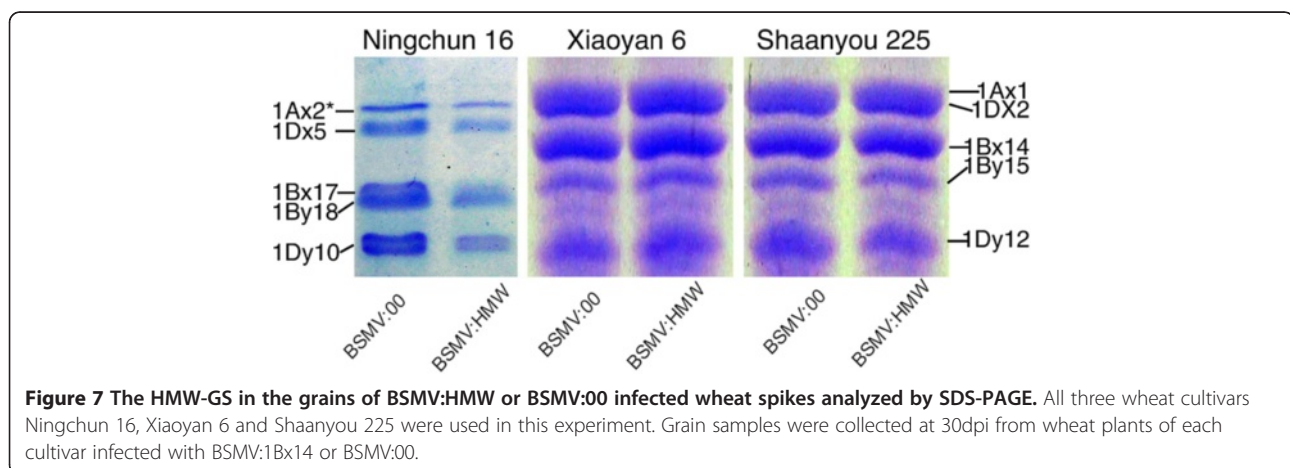 Ningchun 16 Xiaoyan 6 Shaanyou 225
1Ax2*
1Dx5
1Bx17
1By18
1Dy10
1Ax1
1DX2
1Bx14
1By15
1Dy12
BSMV:00 BSMV:HMW BSMV:00 BSMV:HMW BSMV:00 BSMV:HMW
Figure 7 The HMW-GS in the grains of BSMV:HMW or BSMV:00 infected wheat spikes analyzed by SDS-PAGE. All three wheat cultivars
Ningchun 16, Xiaoyan 6 and Shaanyou 225 were used in this experiment. Grain samples were collected at 30dpi from wheat plants of each
cultivar infected with BSMV:1Bx14 or BSMV:00.